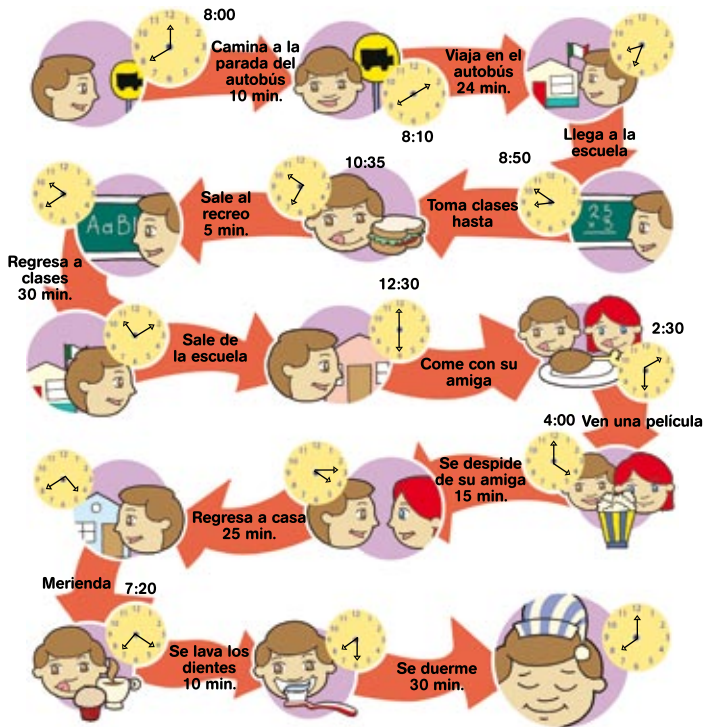 8:00
Camina a la
parada del
autobús
10 min.
8:10
Viaja en el
autobús
24 min.
Llega a la
escuela
8:50
25
× 3
Toma clases
hasta
10:35
Sale al
recreo
5 min.
AaB
Regresa a
clases
30 min.
Sale de
la escuela
12:30
Come con su
amiga
2:30
Ven una película
4:00
Se despide
de su amiga
15 min.
Regresa a casa
25 min.
Merienda
7:20
Se lava los
dientes
10 min.
Se duerme
30 min.